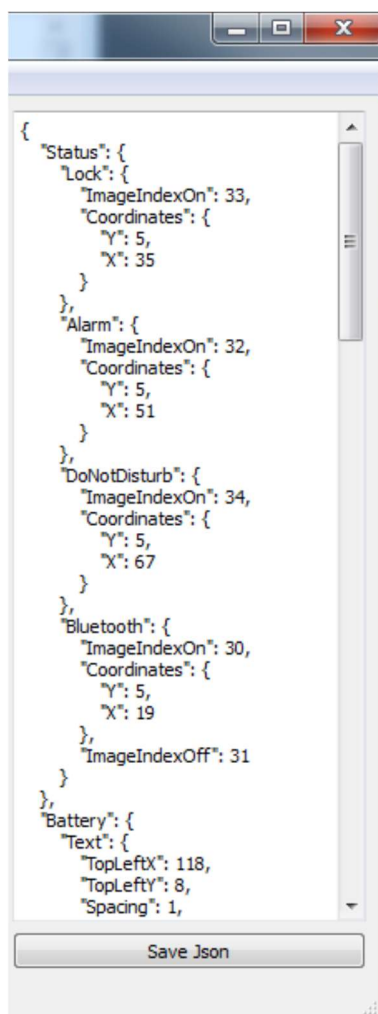 {
"Status": {
"Lock": {
"ImageIndexOn": 33,
"Coordinates": {
"Y": 5,
"X": 35
}
},
"Alarm": {
"ImageIndexOn": 32,
"Coordinates": {
"Y": 5,
"X": 51
}
},
"DoNotDisturb": {
"ImageIndexOn": 34,
"Coordinates": {
"Y": 5,
"X": 67
}
},
"Bluetooth": {
"ImageIndexOn": 30,
"Coordinates": {
"Y": 5,
"X": 19
},
"ImageIndexOff": 31
}
},
"Battery": {
"Text": {
"TopLeftX": 118,
"TopLeftY": 8,
"Spacing": 1,
Save Json